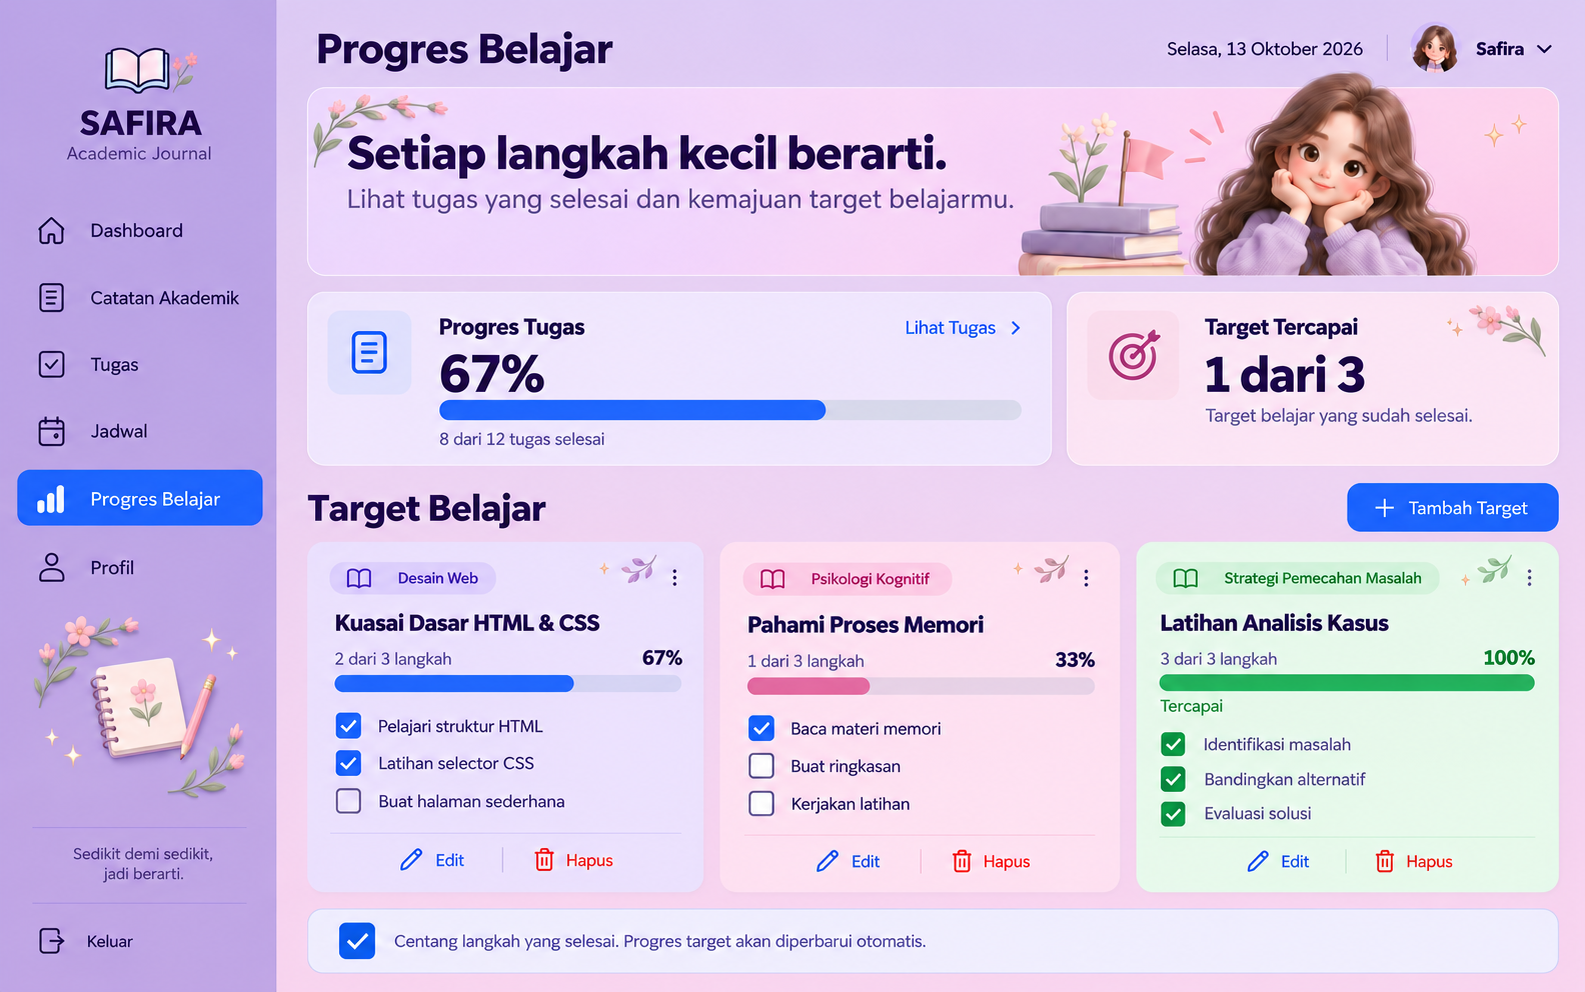 SAFIRA
Academic Journal
Dashboard
Catatan Akademik
Tugas
Jadwal
Progres Belajar
Profil
Sedikit demi sedikit,
jadi berarti.
Keluar
Progres Belajar
Selasa, 13 Oktober 2026
Safira
Setiap langkah kecil berarti.
Lihat tugas yang selesai dan kemajuan target belajarmu.
Progres Tugas
Lihat Tugas
67%
8 dari 12 tugas selesai
Target Tercapai
1 dari 3
Target belajar yang sudah selesai.
Target Belajar
Tambah Target
Desain Web
Kuasai Dasar HTML & CSS
2 dari 3 langkah
67%
Pelajari struktur HTML
Latihan selector CSS
Buat halaman sederhana
Edit
Hapus
Psikologi Kognitif
Pahami Proses Memori
1 dari 3 langkah
33%
Baca materi memori
Buat ringkasan
Kerjakan latihan
Edit
Hapus
Strategi Pemecahan Masalah
Latihan Analisis Kasus
3 dari 3 langkah
100%
Tercapai
Identifikasi masalah
Bandingkan alternatif
Evaluasi solusi
Edit
Hapus
Centang langkah yang selesai. Progres target akan diperbarui otomatis.